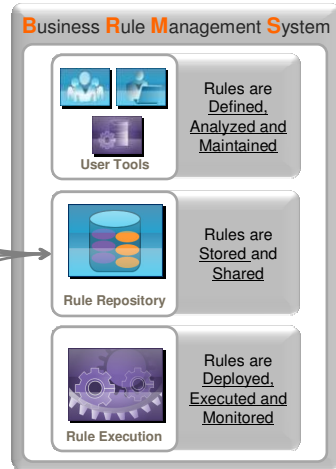 Business Rule Management System
User Tools
Rules are
Defined,
Analyzed and
Maintained
Rule Repository
Rules are
Stored and
Shared
Rule Execution
Rules are
Deployed,
Executed and
Monitored